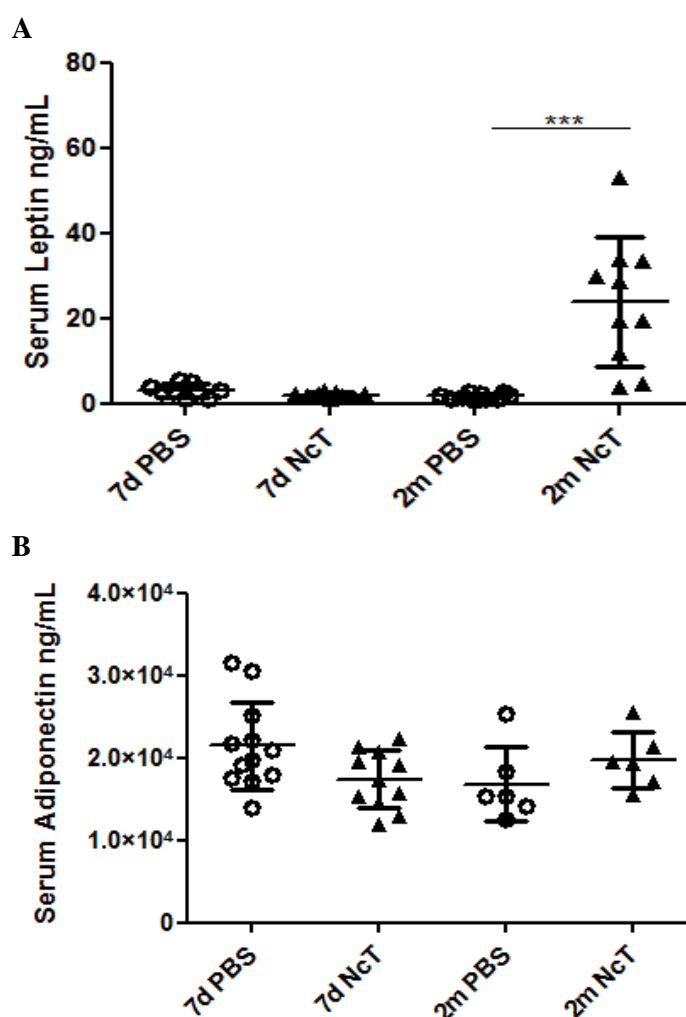 A
80
60
40
20
0
Serum Leptin ng/mL
***
7d PBS
7d NcT
2m PBS
2m NcT
B
4.0×10⁴
3.0×10⁴
2.0×10⁴
1.0×10⁴
0
Serum Adiponectin ng/mL
7d PBS
7d NcT
2m PBS
2m NcT